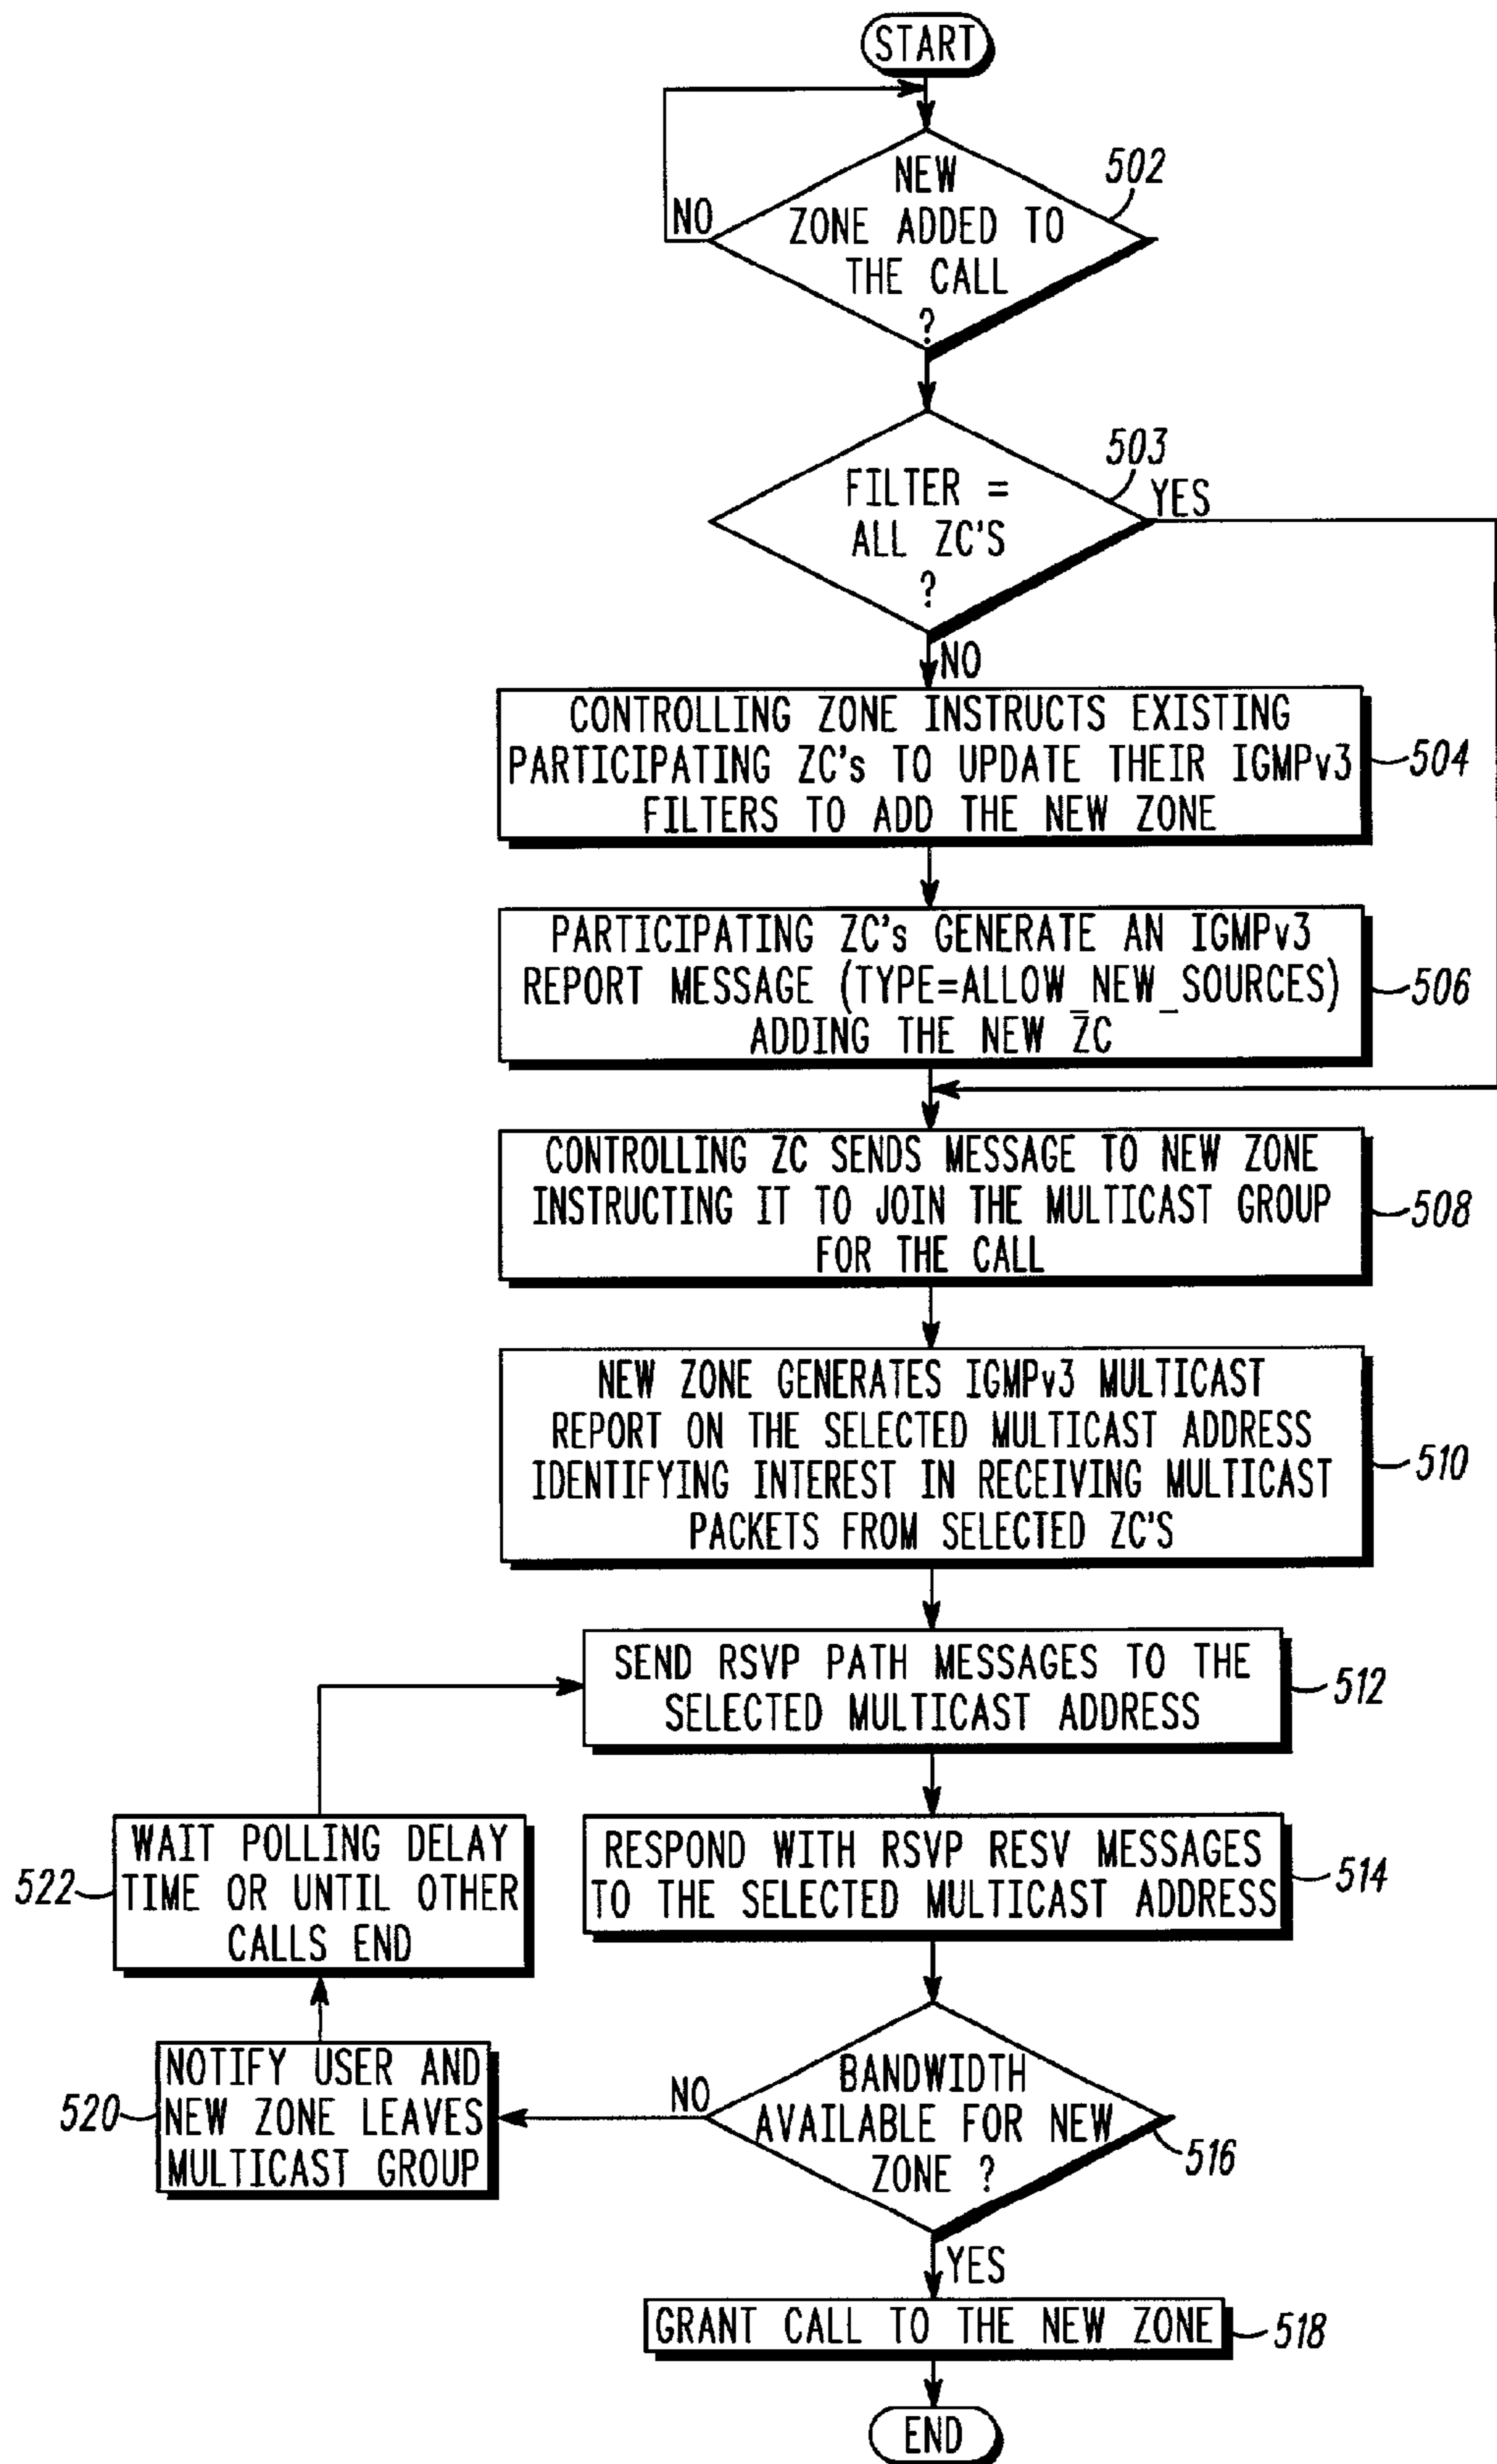 START
NEW
ZONE ADDED TO
THE CALL
?
502
NO
FILTER =
ALL ZC'S
?
503
YES
NO
CONTROLLING ZONE INSTRUCTS EXISTING
PARTICIPATING ZC's TO UPDATE THEIR IGMPv3
FILTERS TO ADD THE NEW ZONE
504
PARTICIPATING ZC's GENERATE AN IGMPv3
REPORT MESSAGE (TYPE=ALLOW_NEW_SOURCES)
ADDING THE NEW ZC
506
CONTROLLING ZC SENDS MESSAGE TO NEW ZONE
INSTRUCTING IT TO JOIN THE MULTICAST GROUP
FOR THE CALL
508
NEW ZONE GENERATES IGMPv3 MULTICAST
REPORT ON THE SELECTED MULTICAST ADDRESS
IDENTIFYING INTEREST IN RECEIVING MULTICAST
PACKETS FROM SELECTED ZC'S
510
SEND RSVP PATH MESSAGES TO THE
SELECTED MULTICAST ADDRESS
512
RESPOND WITH RSVP RESV MESSAGES
TO THE SELECTED MULTICAST ADDRESS
514
WAIT POLLING DELAY
TIME OR UNTIL OTHER
CALLS END
522
BANDWIDTH
AVAILABLE FOR NEW
ZONE ?
516
NO
NOTIFY USER AND
NEW ZONE LEAVES
MULTICAST GROUP
520
YES
GRANT CALL TO THE NEW ZONE
518
END